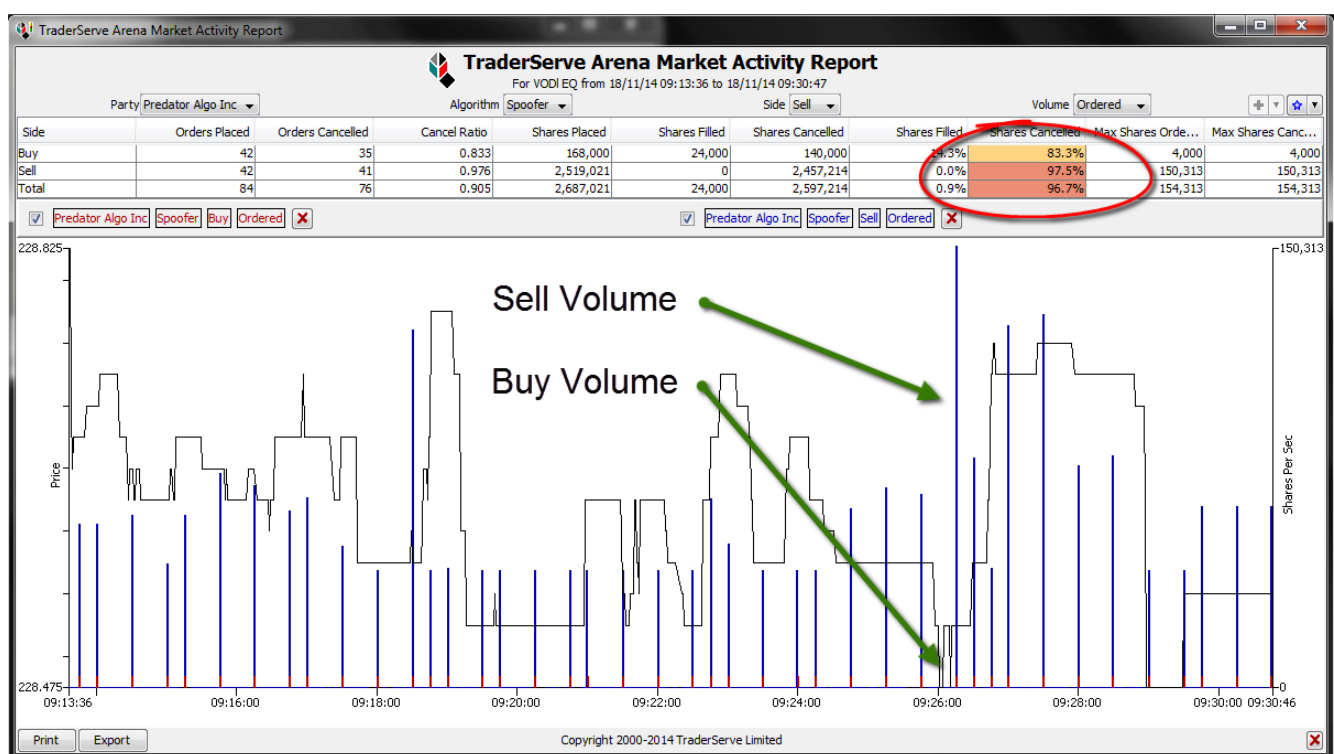 TraderServe Arena Market Activity Report
TraderServe Arena Market Activity Report
For VODl EQ from 18/11/14 09:13:36 to 18/11/14 09:30:47
Party Predator Algo Inc Algorithm Spoofer Side Sell Volume Ordered
Side Orders Placed Orders Cancelled Cancel Ratio Shares Placed Shares Filled Shares Cancelled Shares Filled Shares Cancelled Max Shares Orde... Max Shares Canc...
Buy 42 35 0.833 168,000 24,000 140,000 14.3% 83.3% 4,000 4,000
Sell 42 41 0.976 2,519,021 0 2,457,214 0.0% 97.5% 150,313 150,313
Total 84 76 0.905 2,687,021 24,000 2,597,214 0.9% 96.7% 154,313 154,313
Predator Algo Inc Spoofer Buy Ordered Predator Algo Inc Spoofer Sell Ordered
228.825 150,313
Sell Volume
Buy Volume
Price
Shares Per Sec
228.475 0
09:13:36 09:16:00 09:18:00 09:20:00 09:22:00 09:24:00 09:26:00 09:28:00 09:30:00 09:30:46
Print Export Copyright 2000-2014 TraderServe Limited